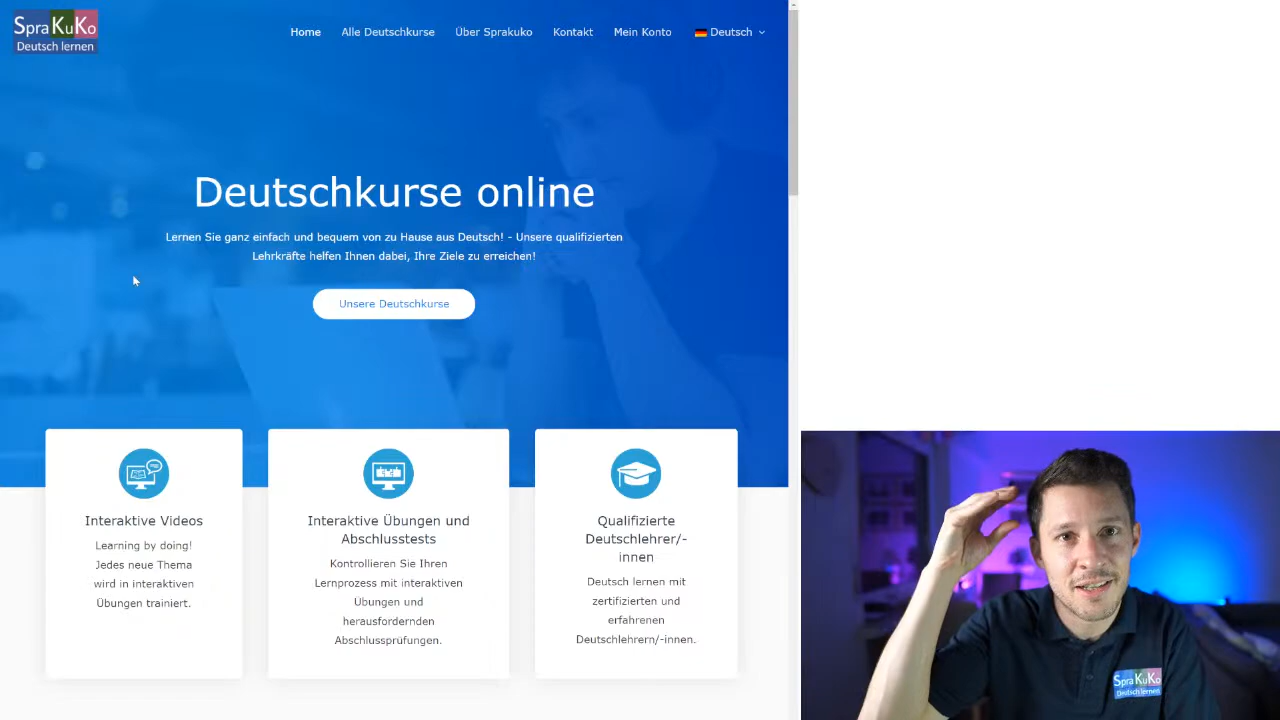 SpraKuKo
Deutsch lernen
Home
Alle Deutschkurse
Über Sprakuko
Kontakt
Mein Konto
Deutsch
Deutschkurse online
Lernen Sie ganz einfach und bequem von zu Hause aus Deutsch! - Unsere qualifizierten
Lehrkräfte helfen Ihnen dabei, Ihre Ziele zu erreichen!
Unsere Deutschkurse
Interaktive Videos
Learning by doing!
Jedes neue Thema
wird in interaktiven
Übungen trainiert.
Interaktive Übungen und
Abschlusstests
Kontrollieren Sie Ihren
Lernprozess mit interaktiven
Übungen und
herausfordernden
Abschlussprüfungen.
Qualifizierte
Deutschlehrer/-
innen
Deutsch lernen mit
zertifizierten und
erfahrenen
Deutschlehrern/-innen.
SpraKuKo
Deutsch lernen